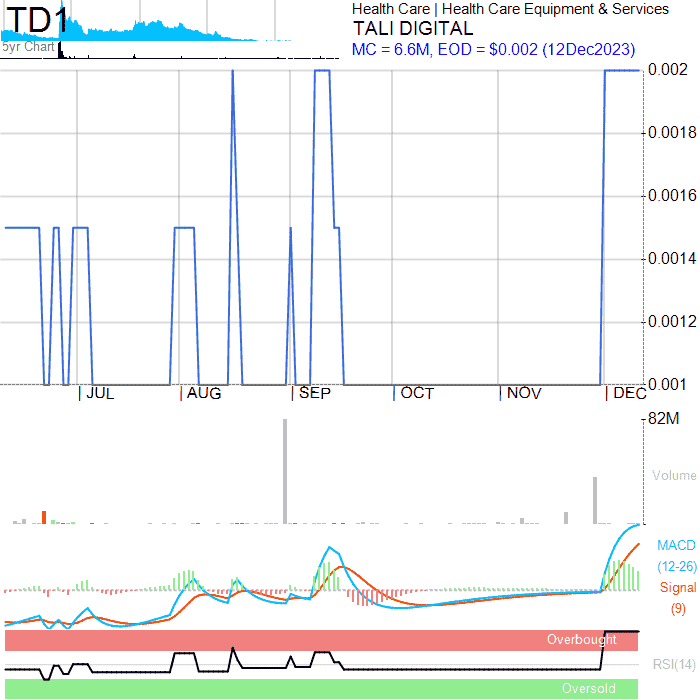 TD1
5yr Chart
Health Care | Health Care Equipment & Services
TALI DIGITAL
MC = 6.6M, EOD = $0.002 (12Dec2023)
0.002
0.0018
0.0016
0.0014
0.0012
0.001
JUL
AUG
SEP
OCT
NOV
DEC
82M
Volume
MACD
(12-26)
Signal
(9)
Overbought
RSI(14)
Oversold